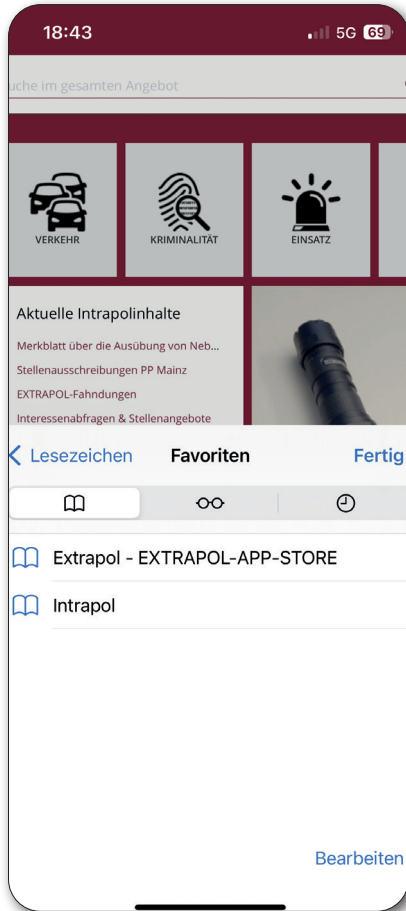 18:43
5G 69
uche im gesamten Angebot
VERKEHR
KRIMINALITÄT
EINSATZ
Aktuelle Intrapolinhalte
Merkblatt über die Ausübung von Neb...
Stellenausschreibungen PP Mainz
EXTRAPOL-Fahndungen
Interessenabfragen & Stellenangebote
Lesezeichen Favoriten Fertig
Extrapol - EXTRAPOL-APP-STORE
Intrapol
Bearbeiten